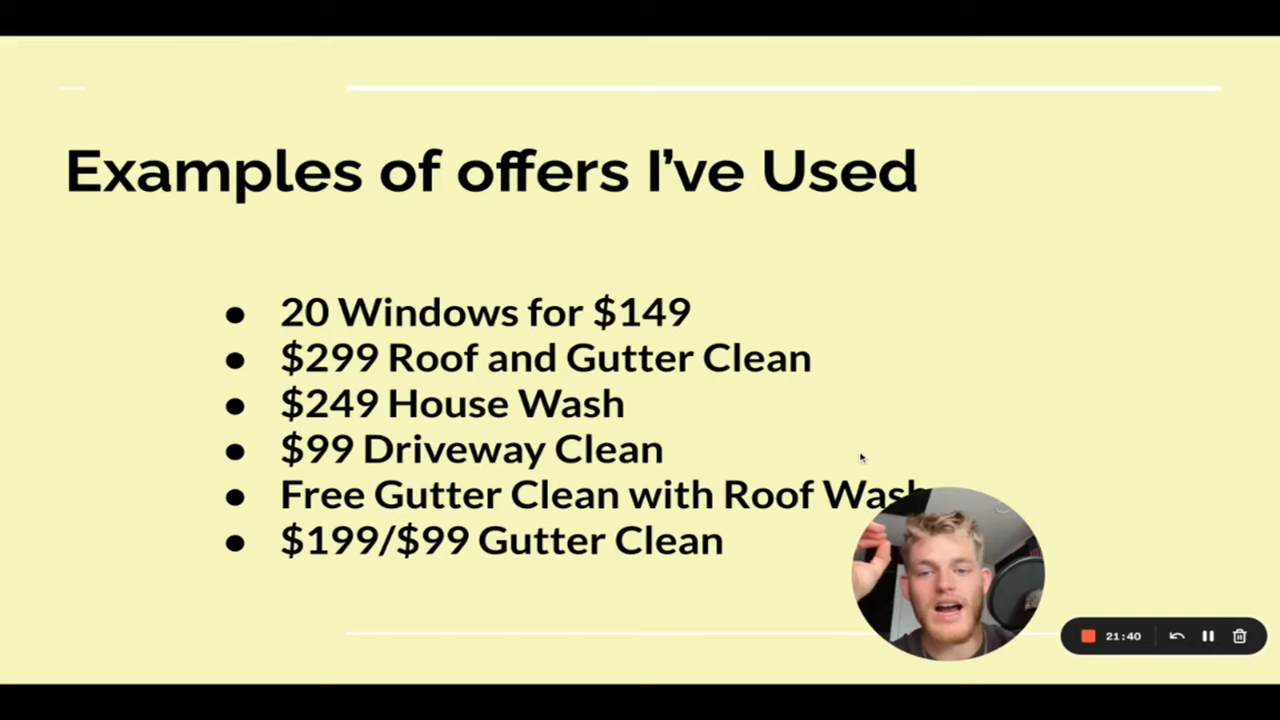 Examples of offers I've Used
● 20 Windows for $149
● $299 Roof and Gutter Clean
● $249 House Wash
● $99 Driveway Clean
● Free Gutter Clean with Roof Wash
● $199/$99 Gutter Clean
21:40